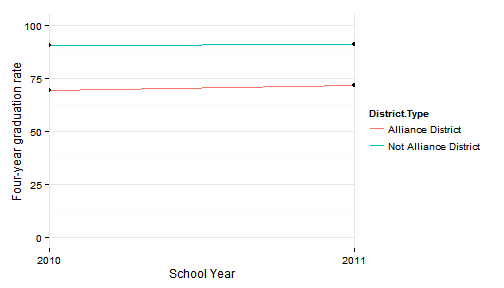 100
75
50
25
0
Four-year graduation rate
2010
2011
School Year
District.Type
Alliance District
Not Alliance District